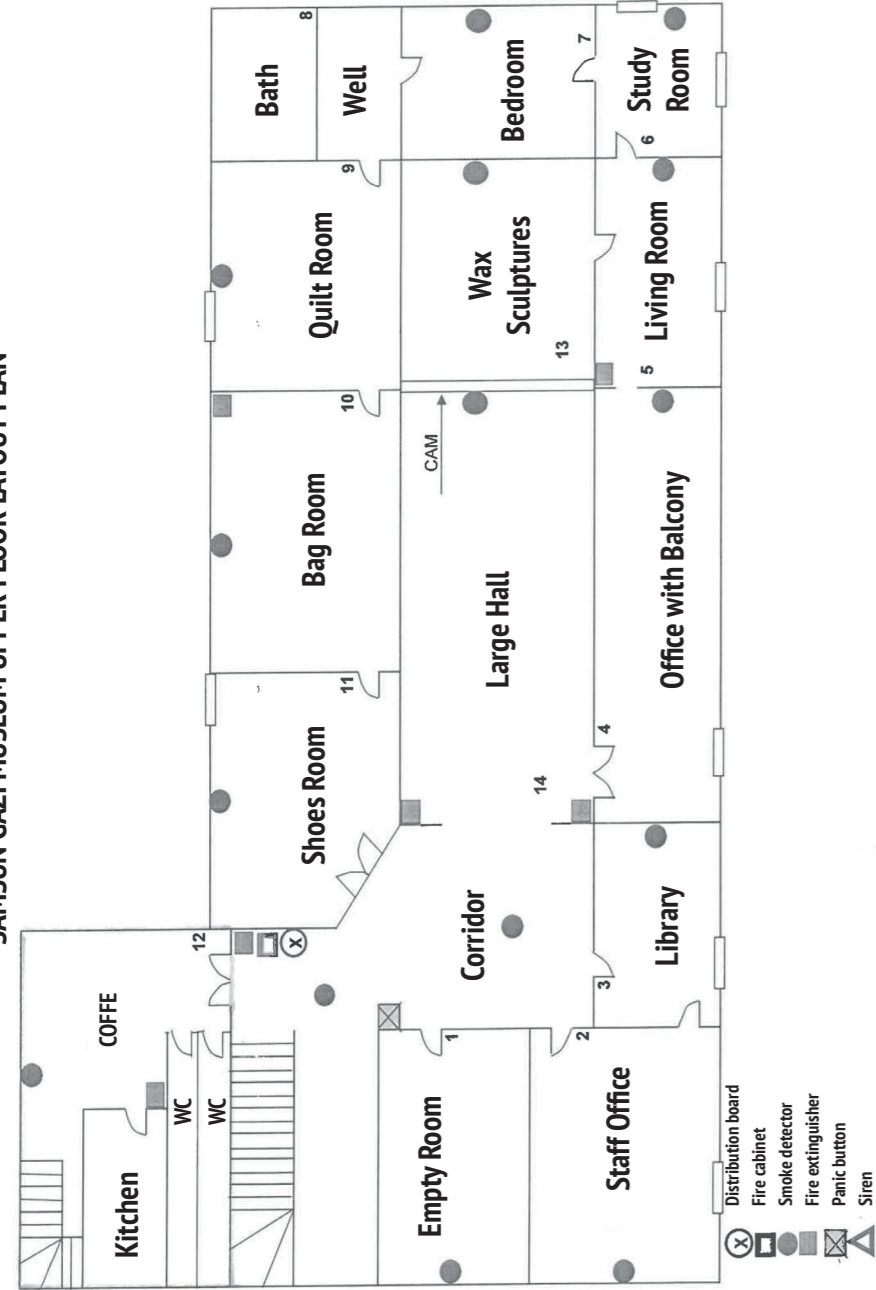 SAMSUN GAZI MUSEUM UPPER FLOOR LAYOUT PLAN
COFFE
12
Kitchen
WC
WC
Shoes Room
11
Bag Room
10
Quilt Room
9
Bath
8
Well
Empty Room
1
Corridor
Large Hall
14
CAM
Wax
Sculptures
13
Bedroom
7
Staff Office
2
Library
3
Office with Balcony
4
Living Room
5
Study
Room
6
X
Distribution board
Fire cabinet
Smoke detector
Fire extinguisher
Panic button
Siren
X